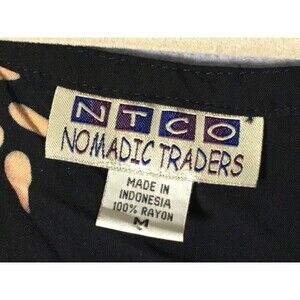 NTCO
NOMADIC TRADERS
MADE IN
INDONESIA
100% RAYON
M